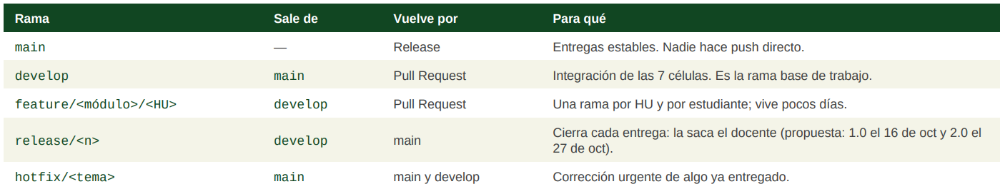 Rama Sale de Vuelve por Para qué
main — Release Entregas estables. Nadie hace push directo.
develop main Pull Request Integración de las 7 células. Es la rama base de trabajo.
feature/<módulo>/<HU> develop Pull Request Una rama por HU y por estudiante; vive pocos días.
release/<n> develop main Cierra cada entrega: la saca el docente (propuesta: 1.0 el 16 de oct y 2.0 el
27 de oct).
hotfix/<tema> main main y develop Corrección urgente de algo ya entregado.